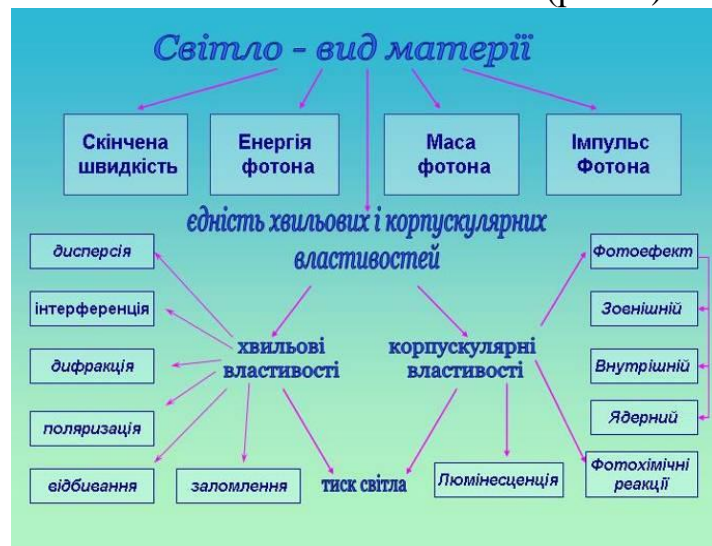 Світло - вид материї
Скінчена
швидкість
Енергія
фотона
Маса
фотона
Імпульс
Фотона
єдність хвильових і корпускулярних
властивостей
дисперсія
інтерференція
дифракція
поляризація
відбивання
заломлення
хвильові
властивості
корпускулярні
властивості
тиск світла
Люмінесценція
Фотоефект
Зовнішній
Внутрішній
Ядерний
Фотохімічні
реакції